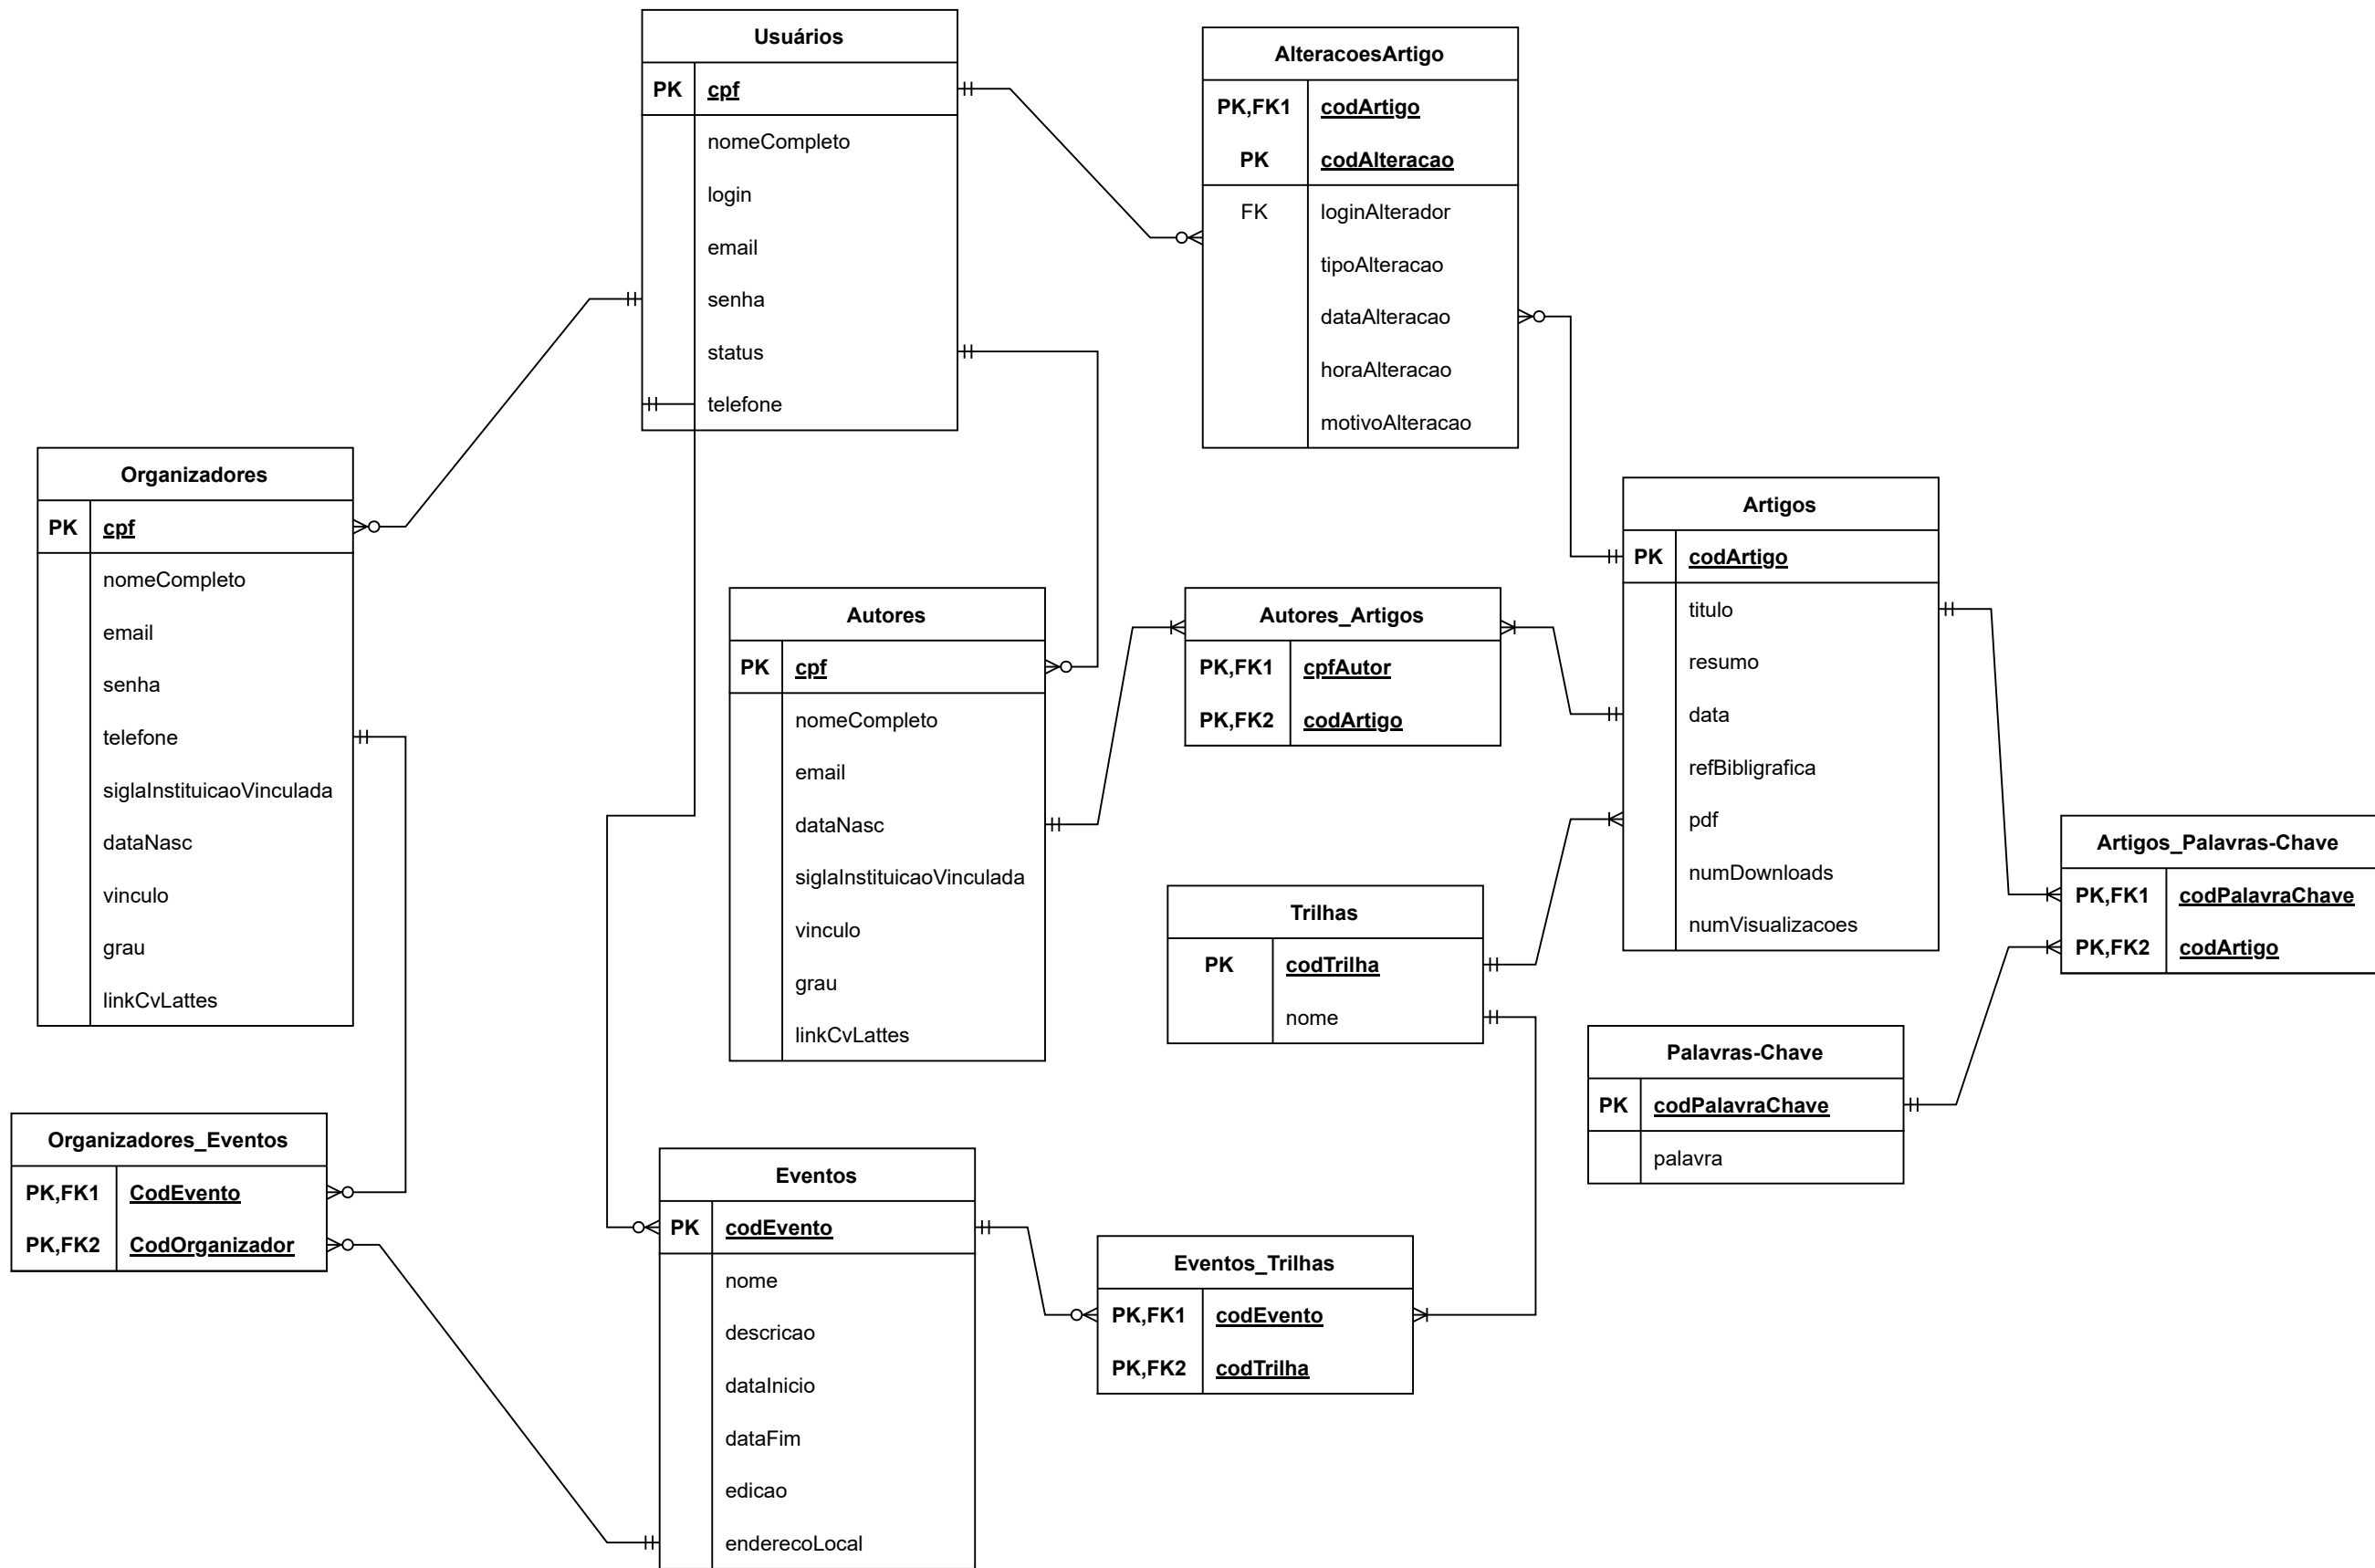 Usuários
PK cpf
nomeCompleto
login
email
senha
status
telefone
AlteracoesArtigo
PK,FK1 codArtigo
PK codAlteracao
FK loginAlterador
tipoAlteracao
dataAlteracao
horaAlteracao
motivoAlteracao
Organizadores
PK cpf
nomeCompleto
email
senha
telefone
siglaInstituicaoVinculada
dataNasc
vinculo
grau
linkCvLattes
Autores
PK cpf
nomeCompleto
email
dataNasc
siglaInstituicaoVinculada
vinculo
grau
linkCvLattes
Autores_Artigos
PK,FK1 cpfAutor
PK,FK2 codArtigo
Artigos
PK codArtigo
titulo
resumo
data
refBibligrafica
pdf
numDownloads
numVisualizacoes
Artigos_Palavras-Chave
PK,FK1 codPalavraChave
PK,FK2 codArtigo
Trilhas
PK codTrilha
nome
Palavras-Chave
PK codPalavraChave
palavra
Organizadores_Eventos
PK,FK1 CodEvento
PK,FK2 CodOrganizador
Eventos
PK codEvento
nome
descricao
dataInicio
dataFim
edicao
enderecoLocal
Eventos_Trilhas
PK,FK1 codEvento
PK,FK2 codTrilha